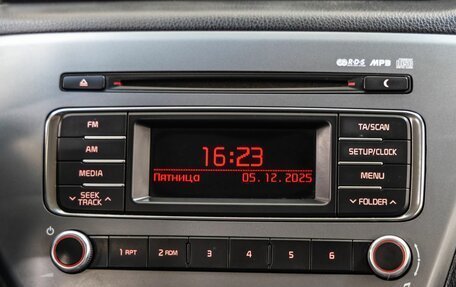 R·D·S MP3
FM
AM
MEDIA
SEEK
TRACK
16:23
Пятница 05.12.2025
TA/SCAN
SETUP/CLOCK
MENU
FOLDER
1 RPT 2 RDM 3 4 5 6